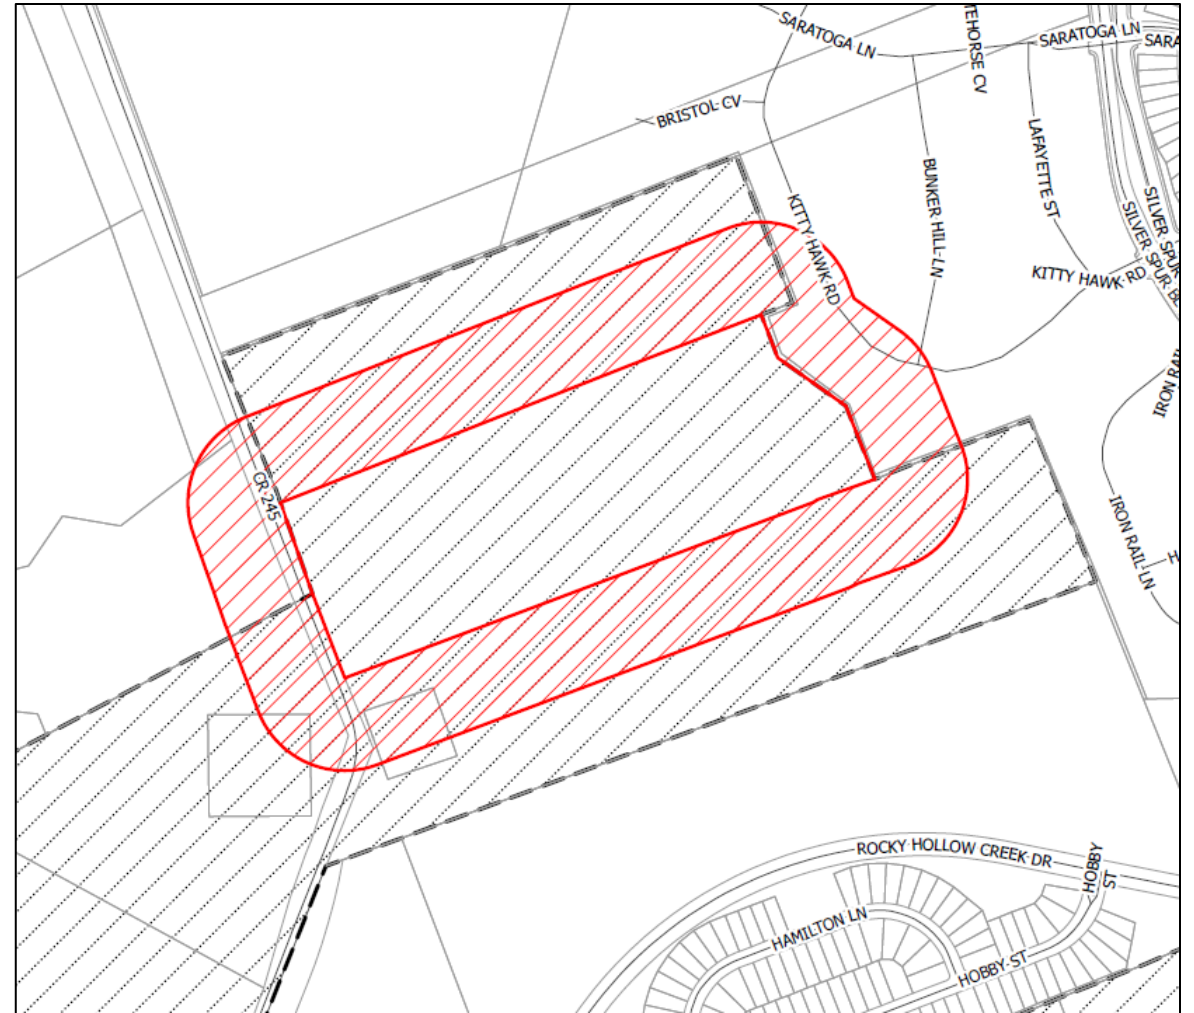 SARATOGA LN
TEHORSE CV
SARATOGA LN
SARA
BRISTOL CV
LAFAYETTE ST
BUNKER HILL LN
KITTY HAWK RD
SILVER SPUR
SILVER SPUR BL
KITTY HAWK RD
IRON RAI
CR 245
IRON RAIL LN
H
ROCKY HOLLOW CREEK DR
HOBBY
ST
HAMILTON LN
HOBBY ST